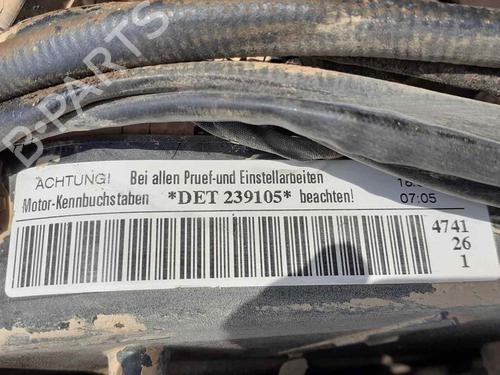 B-PARTS
ACHTUNG! Bei allen Pruef-und Einstellarbeiten
Motor-Kennbuchstaben *DET 239105* beachten! 07:05
4741
26
1